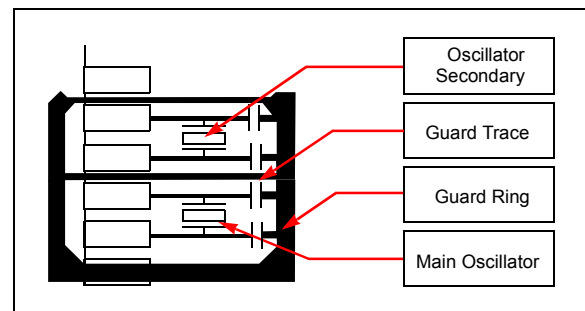 Oscillator
Secondary
Guard Trace
Guard Ring
Main Oscillator